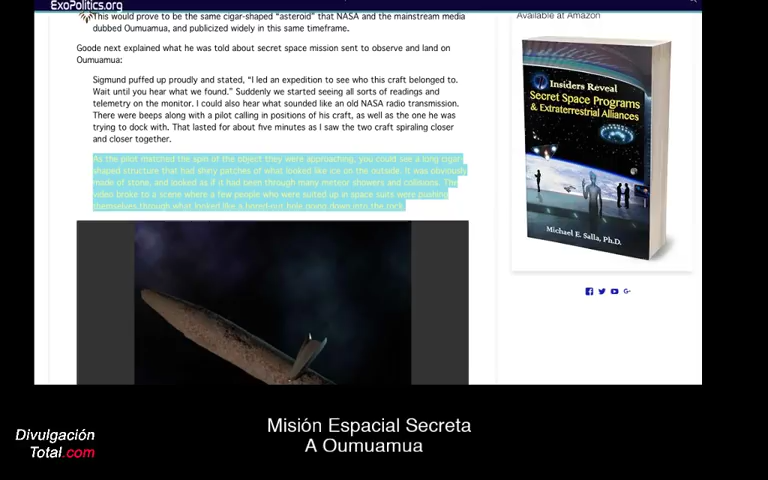 ExoPolitics.org
This would prove to be the same cigar-shaped “asteroid” that NASA and the mainstream media
dubbed Oumuamua, and publicized widely in this same timeframe.
Goode next explained what he was told about secret space mission sent to observe and land on
Oumuamua:
Sigmund puffed up proudly and stated, “I led an expedition to see who this craft belonged to.
Wait until you hear what we found.” Suddenly we started seeing all sorts of readings and
telemetry on the monitor. I could also hear what sounded like an old NASA radio transmission.
There were beeps along with a pilot calling in positions of his craft, as well as the one he was
trying to dock with. That lasted for about five minutes as I saw the two craft spiraling closer
and closer together.
As the pilot matched the spin of the object they were approaching, you could see a long cigar-
shaped structure that had shiny patches of what looked like ice on the outside. It was obviously
made of stone, and looked as if it had been through many meteor showers and collisions. The
video broke to a scene where a few people who were suited up in space suits were pushing
themselves through what looked like a bored-out hole going down into the rock.
Available at Amazon
Insiders Reveal
Secret Space Programs
& Extraterrestrial Alliances
Michael E. Salla, Ph.D.
Divulgación
Total.com
Misión Espacial Secreta
A Oumuamua